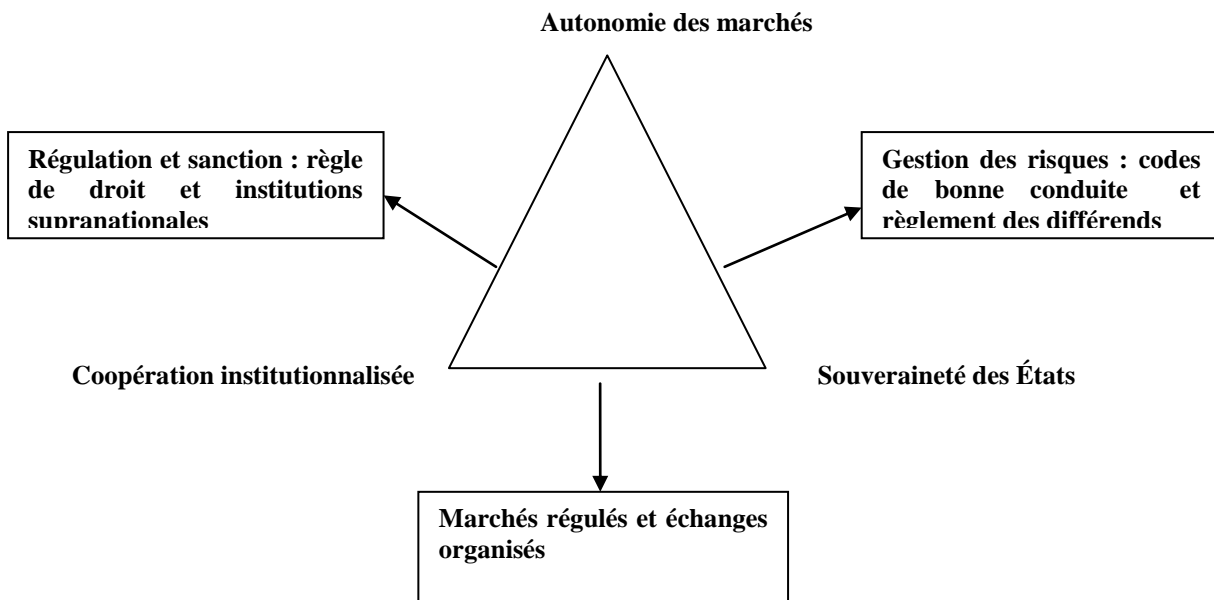 Autonomie des marchés
Régulation et sanction : règle
de droit et institutions
supranationales
Gestion des risques : codes
de bonne conduite et
règlement des différends
Coopération institutionnalisée
Souveraineté des États
Marchés régulés et échanges
organisés